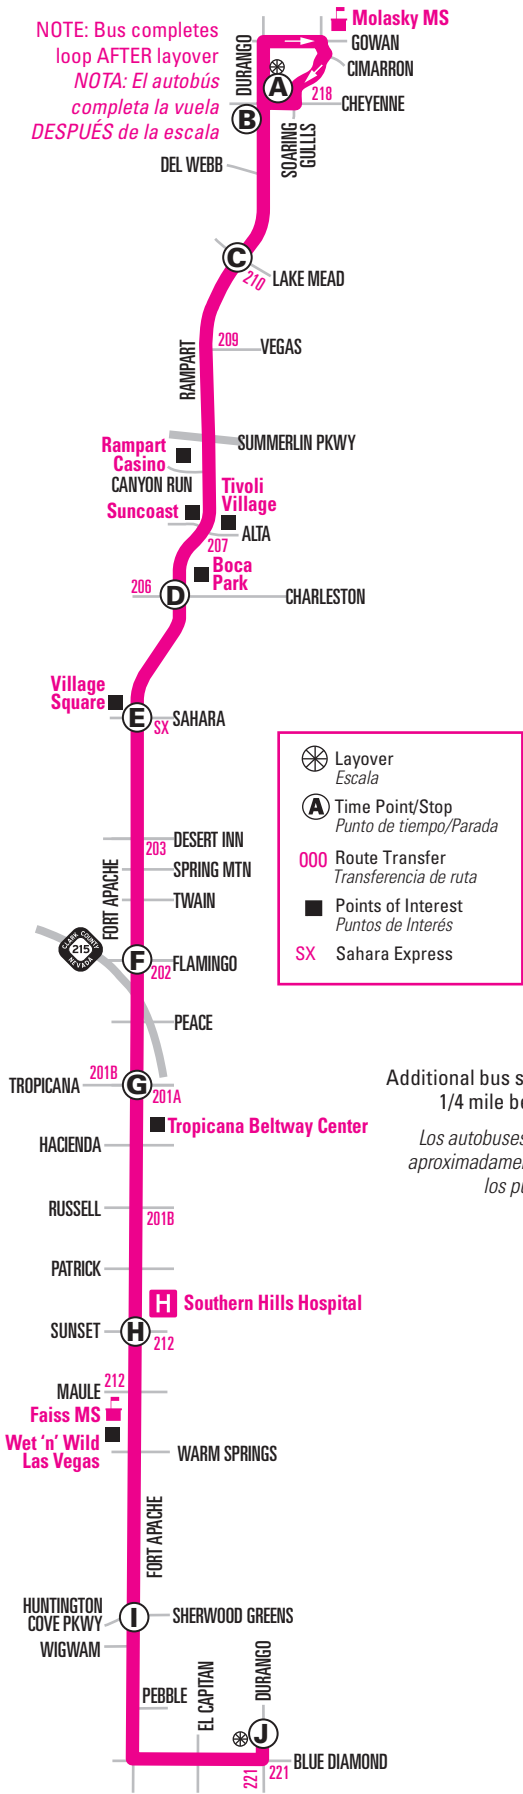 NOTE: Bus completes
loop AFTER layover
NOTA: El autobús
completa la vuela
DESPUÉS de la escala
Molasky MS
GOWAN
CIMARRON
DURANGO
A
218
CHEYENNE
B
SOARING
GULLS
DEL WEBB
C
210
LAKE MEAD
RAMPART
209
VEGAS
SUMMERLIN PKWY
Rampart
Casino
CANYON RUN
Tivoli
Village
Suncoast
ALTA
207
Boca
Park
206
D
CHARLESTON
Village
Square
E
SX
SAHARA
Layover
Escala
A
Time Point/Stop
Punto de tiempo/Parada
000
Route Transfer
Transferencia de ruta
Points of Interest
Puntos de Interés
SX
Sahara Express
203
DESERT INN
SPRING MTN
FORT APACHE
TWAIN
CLARK COUNTY
215
NEVADA
F
202
FLAMINGO
PEACE
TROPICANA
201B
G
201A
Tropicana Beltway Center
Additional bus s
1/4 mile be
Los autobuses
aproximadamen
los pu
HACIENDA
RUSSELL
201B
PATRICK
H
Southern Hills Hospital
SUNSET
H
212
MAULE
212
Faiss MS
Wet 'n' Wild
Las Vegas
WARM SPRINGS
FORT APACHE
HUNTINGTON
COVE PKWY
I
SHERWOOD GREENS
WIGWAM
PEBBLE
EL CAPITAN
DURANGO
J
BLUE DIAMOND
221
221